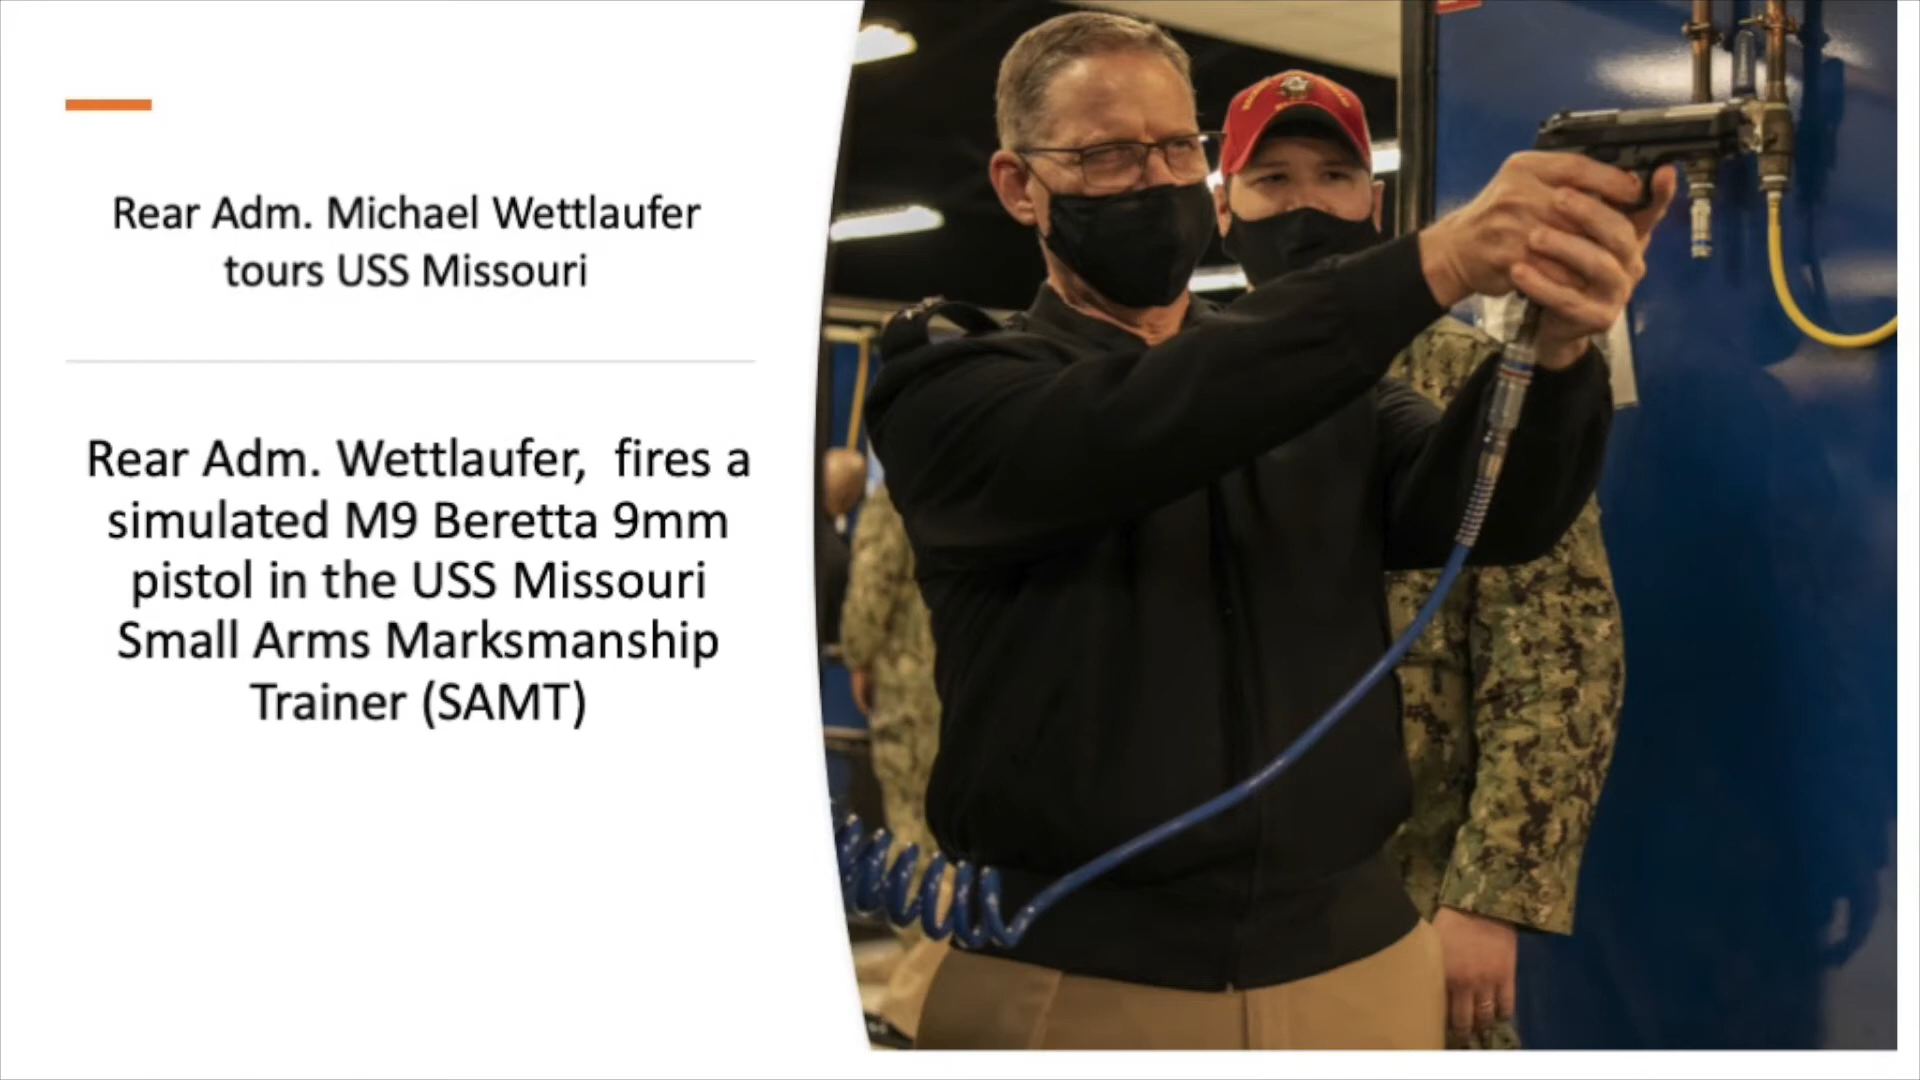 Rear Adm. Michael Wettlaufer
tours USS Missouri
Rear Adm. Wettlaufer,  fires a
simulated M9 Beretta 9mm
pistol in the USS Missouri
Small Arms Marksmanship
Trainer (SAMT)